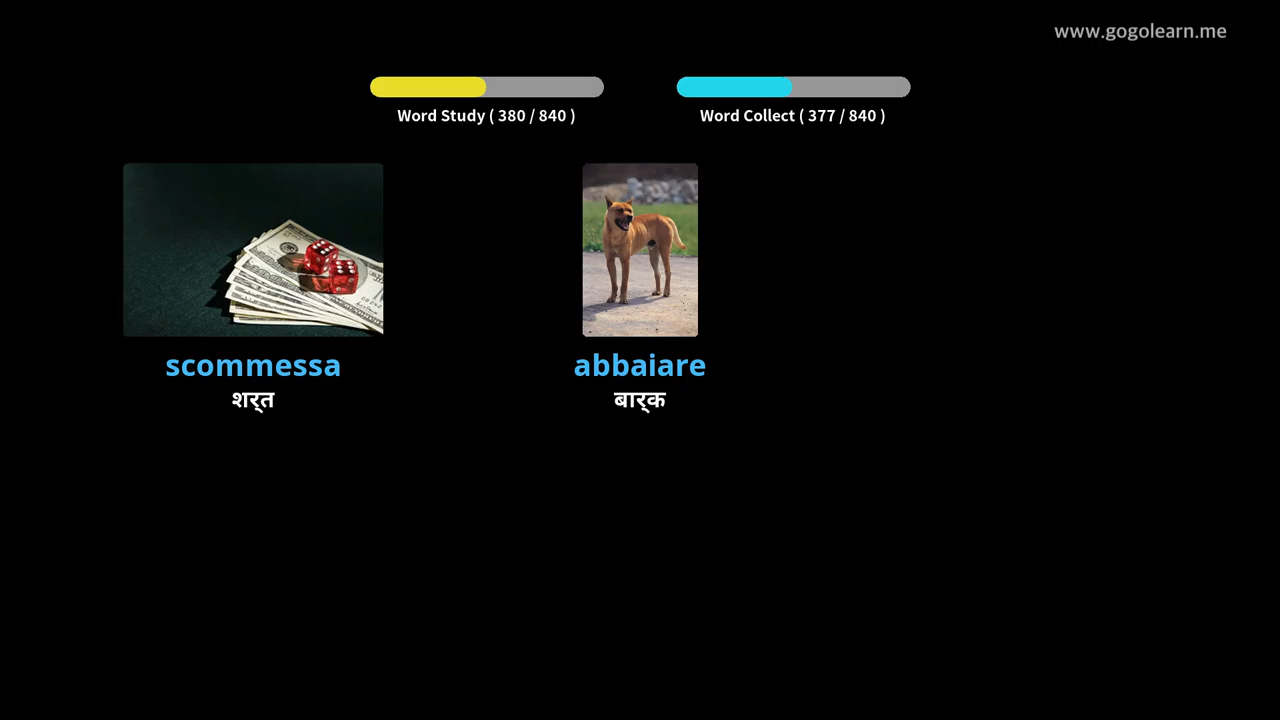 www.gogolearn.me
Word Study ( 380 / 840 )
Word Collect ( 377 / 840 )
scommessa
abbaiare
शर्त
बार्क